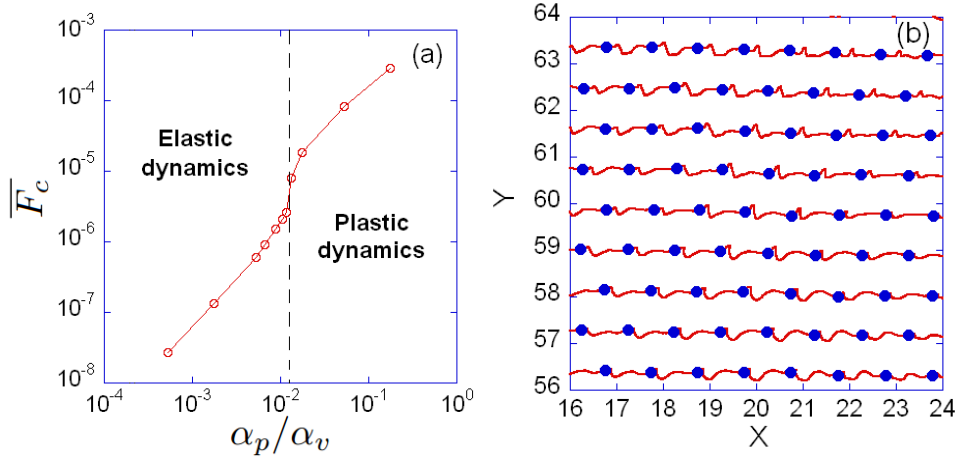 (a)
10⁻³
10⁻⁴
10⁻⁵
10⁻⁶
10⁻⁷
10⁻⁸
F̅c
Elastic
dynamics
Plastic
dynamics
10⁻⁴ 10⁻³ 10⁻² 10⁻¹ 10⁰
αp/αv
(b)
64
63
62
61
60
59
58
57
56
Y
16 17 18 19 20 21 22 23 24
X